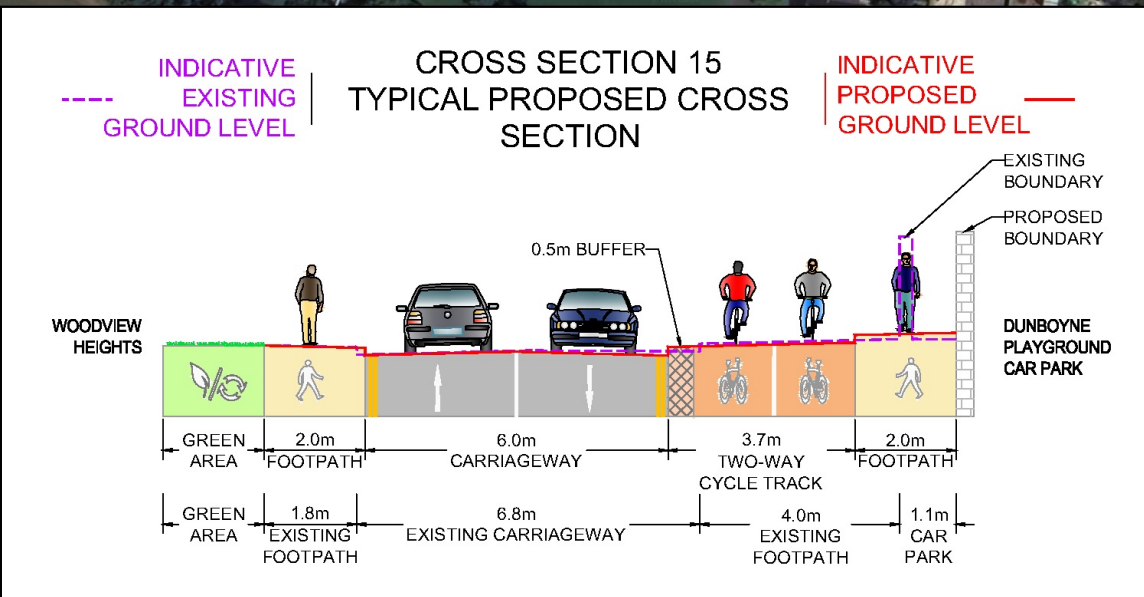 INDICATIVE
EXISTING
GROUND LEVEL
CROSS SECTION 15
TYPICAL PROPOSED CROSS
SECTION
INDICATIVE
PROPOSED
GROUND LEVEL
EXISTING
BOUNDARY
PROPOSED
BOUNDARY
0.5m BUFFER
WOODVIEW
HEIGHTS
DUNBOYNE
PLAYGROUND
CAR PARK
GREEN
AREA
2.0m
FOOTPATH
6.0m
CARRIAGEWAY
3.7m
TWO-WAY
CYCLE TRACK
2.0m
FOOTPATH
GREEN
AREA
1.8m
EXISTING
FOOTPATH
6.8m
EXISTING CARRIAGEWAY
4.0m
EXISTING
FOOTPATH
1.1m
CAR
PARK